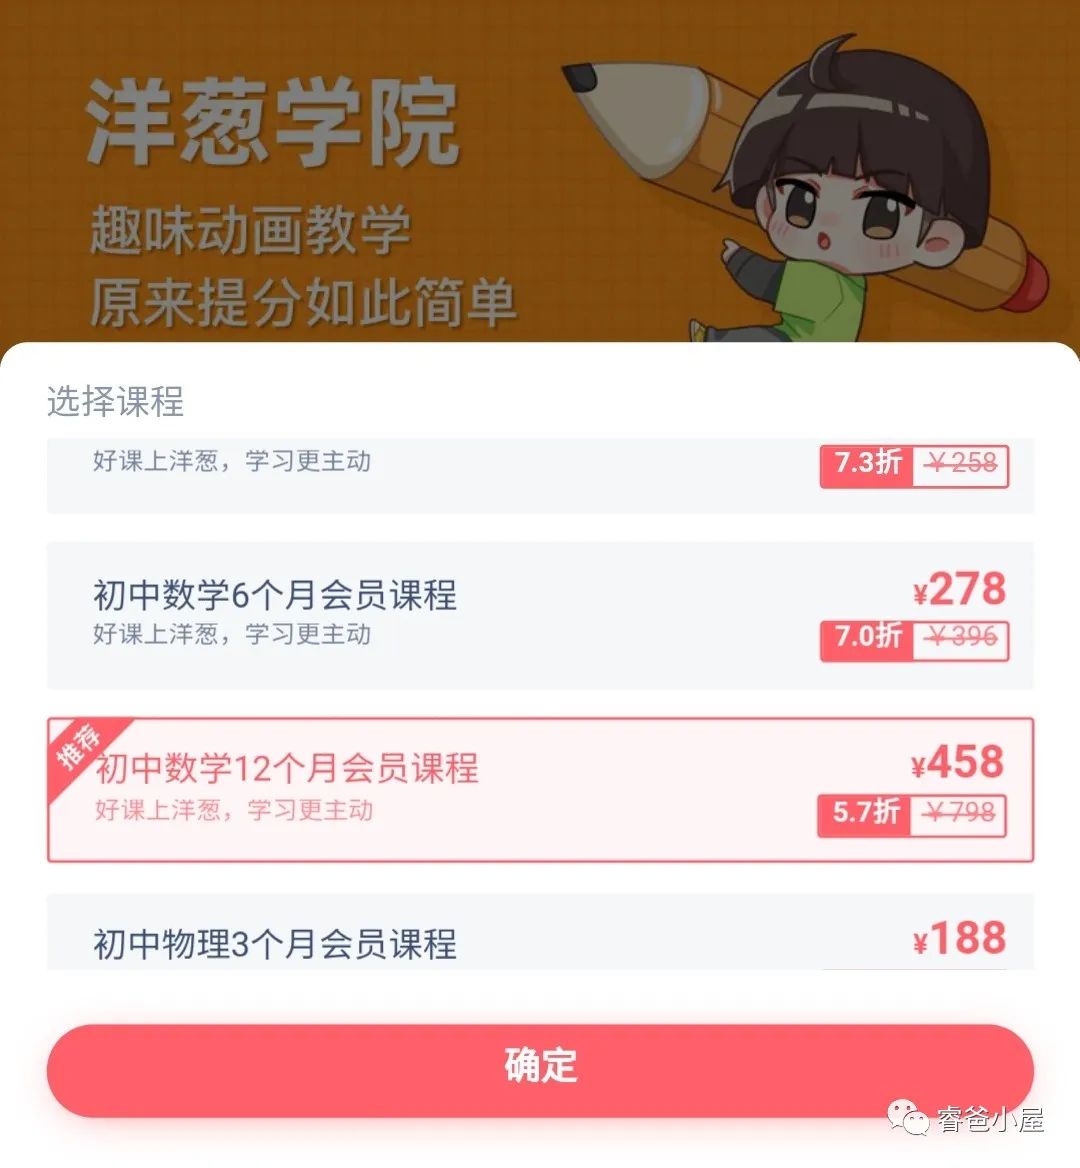 洋葱学院
趣味动画教学
原来提分如此简单
选择课程
好课上洋葱，学习更主动
7.3折 ￥258
初中数学6个月会员课程
¥278
好课上洋葱，学习更主动
7.0折 ￥396
推荐
初中数学12个月会员课程
¥458
好课上洋葱，学习更主动
5.7折 ￥798
初中物理3个月会员课程
¥188
确定
睿爸小屋